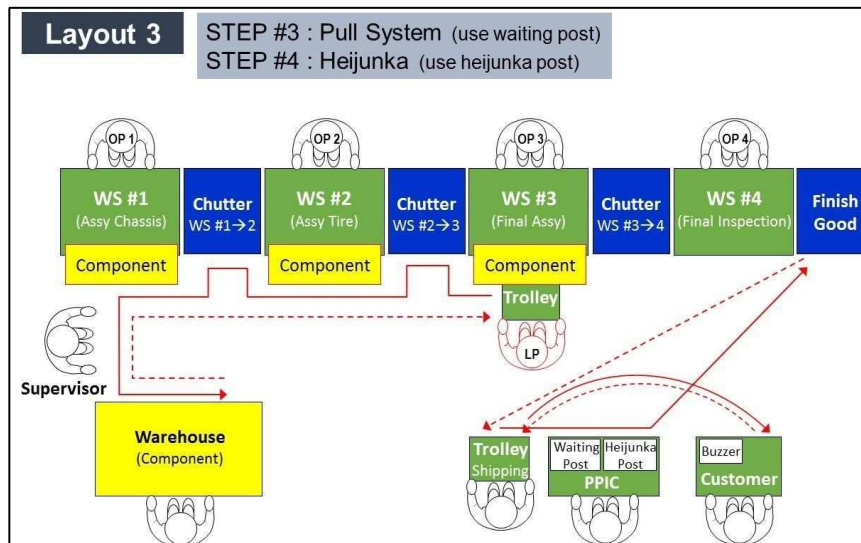 Layout 3
STEP #3 : Pull System (use waiting post)
STEP #4 : Heijunka (use heijunka post)
OP 1
OP 2
OP 3
OP 4
WS #1
(Assy Chassis)
Chutter
WS #1→2
WS #2
(Assy Tire)
Chutter
WS #2→3
WS #3
(Final Assy)
Chutter
WS #3→4
WS #4
(Final Inspection)
Finish
Good
Component
Component
Component
Trolley
LP
Supervisor
Warehouse
(Component)
Trolley
Shipping
Waiting
Post
Heijunka
Post
PPIC
Buzzer
Customer